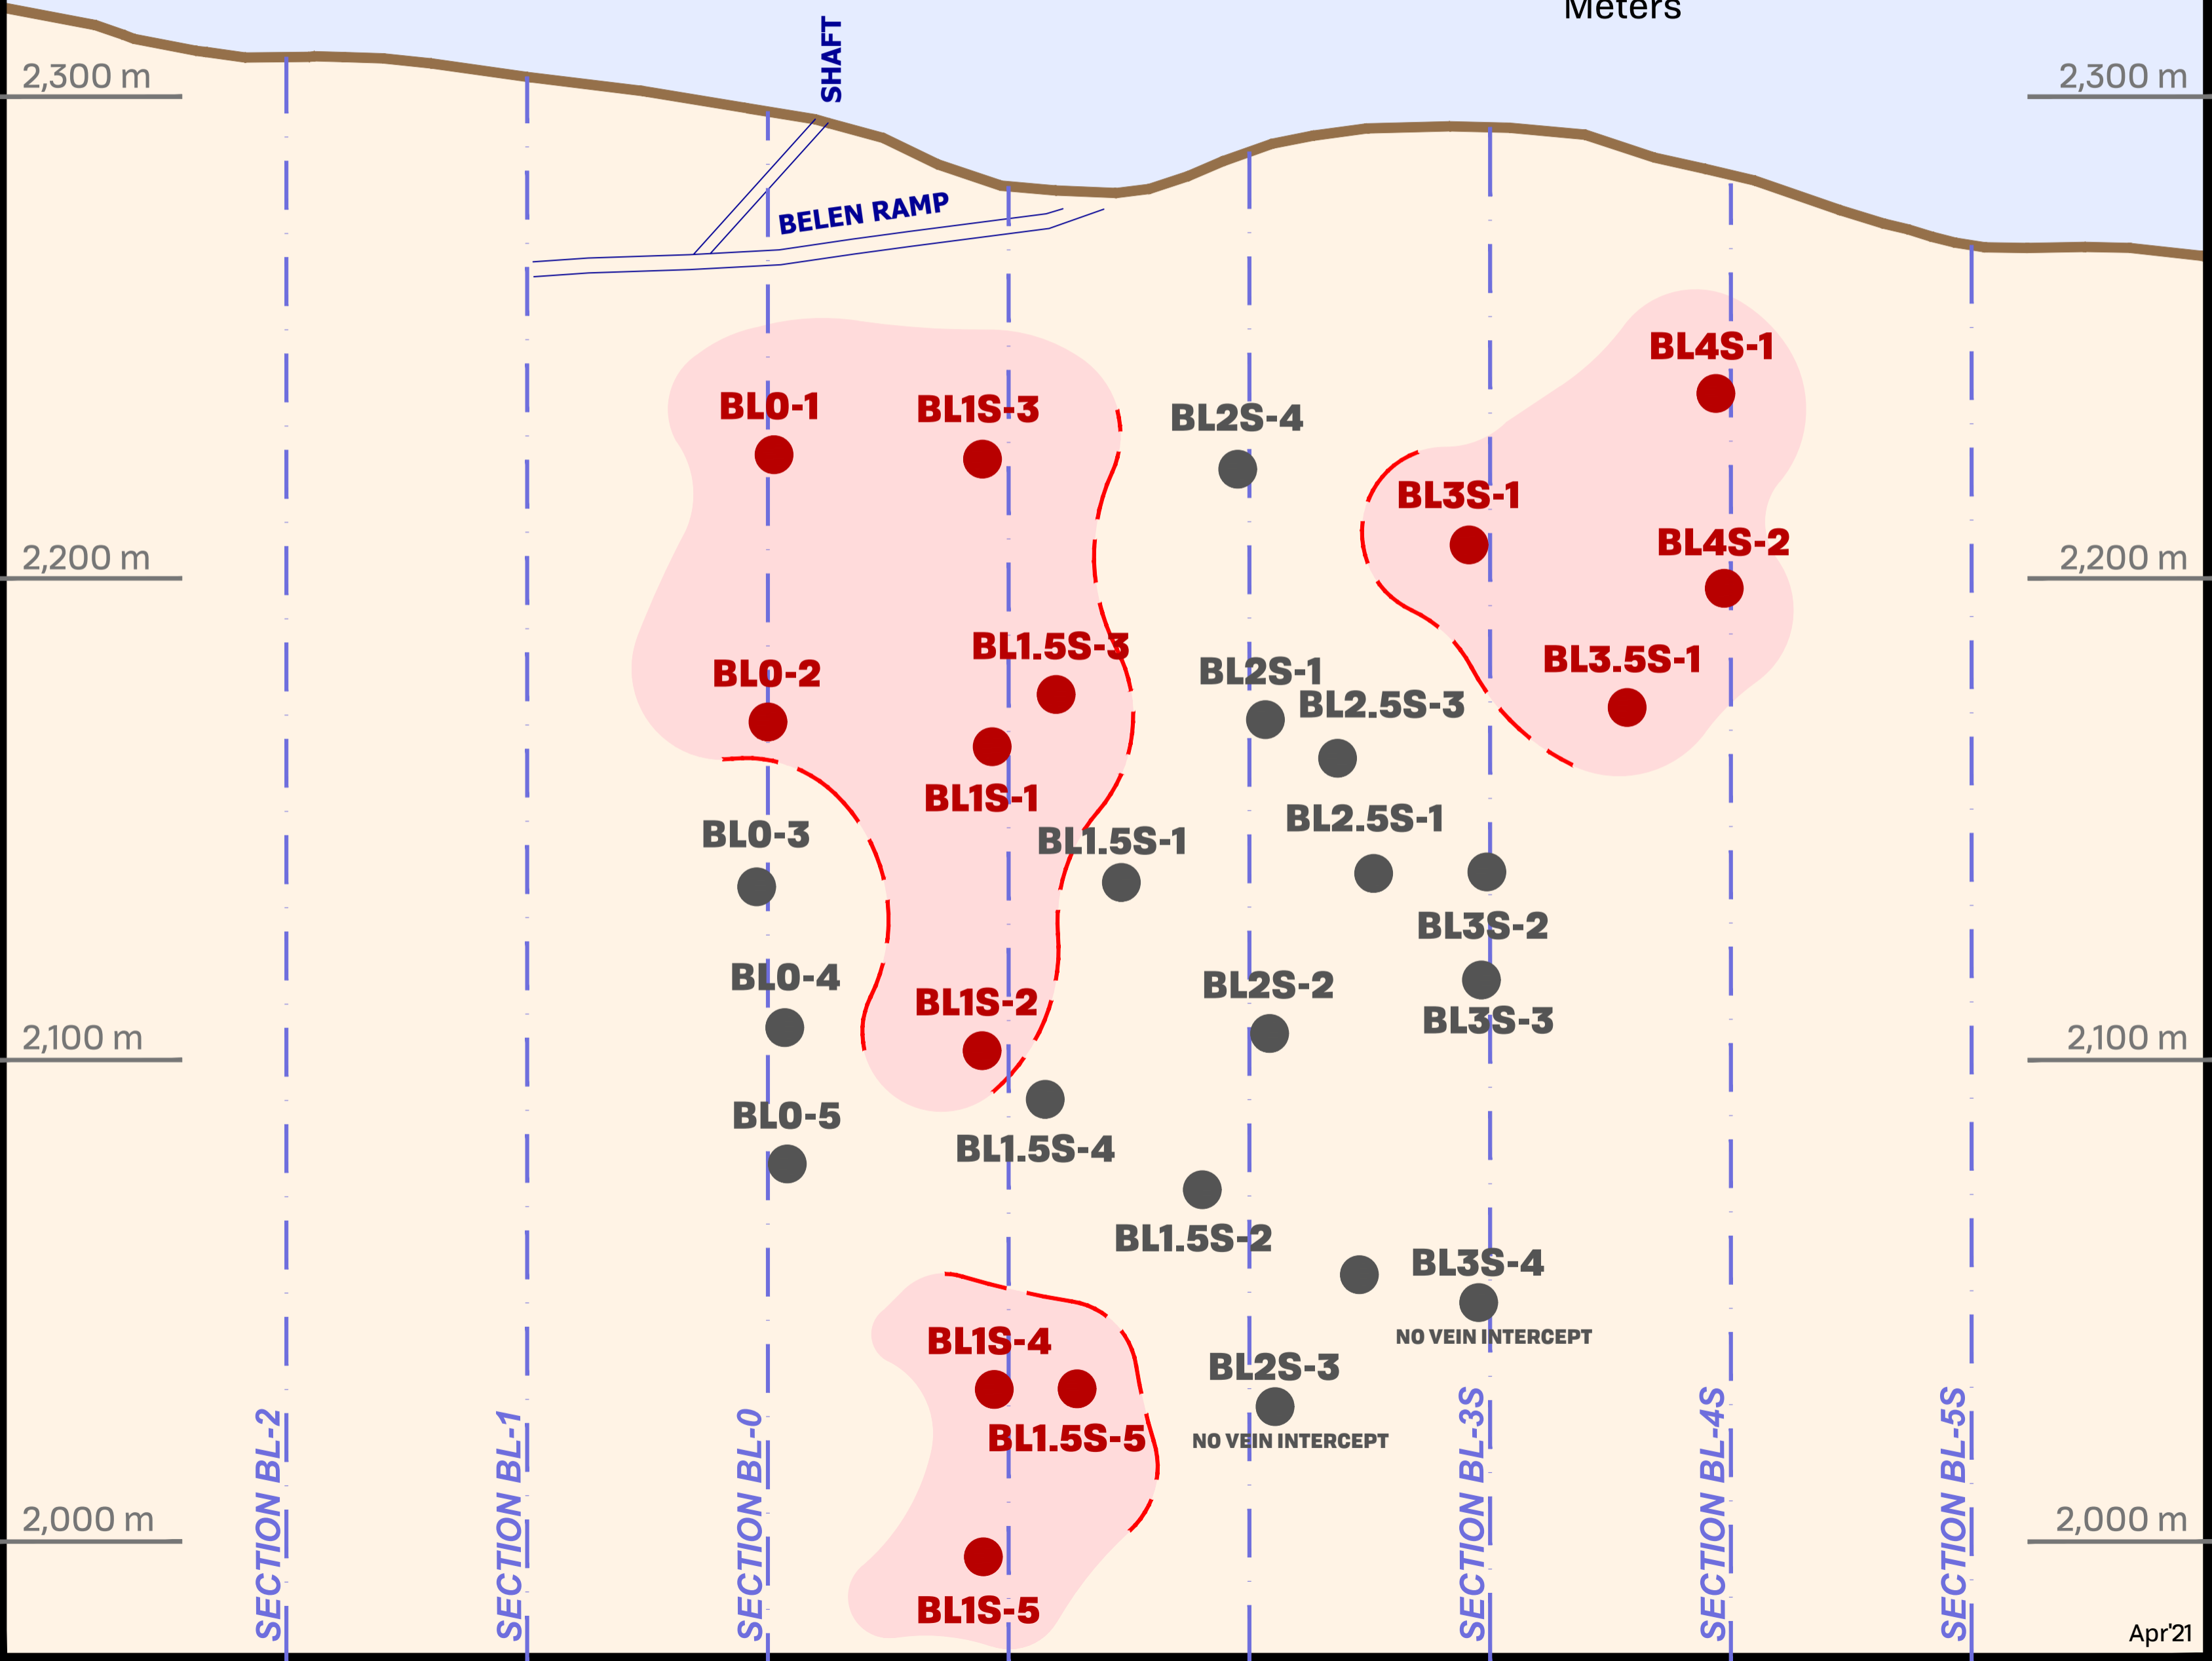 Meters
SHAFT
2,300 m
2,300 m
BELEN RAMP
BL4S-1
BL0-1
BL1S-3
BL2S-4
BL3S-1
BL4S-2
2,200 m
2,200 m
BL1.5S-3
BL3.5S-1
BL0-2
BL2S-1
BL2.5S-3
BL1S-1
BL2.5S-1
BL0-3
BL1.5S-1
BL3S-2
BL0-4
BL2S-2
BL1S-2
BL3S-3
2,100 m
2,100 m
BL0-5
BL1.5S-4
BL1.5S-2
BL3S-4
NO VEIN INTERCEPT
BL1S-4
BL2S-3
BL1.5S-5
NO VEIN INTERCEPT
2,000 m
2,000 m
SECTION BL-2
SECTION BL-1
SECTION BL-0
SECTION BL-3S
SECTION BL-4S
SECTION BL-5S
BL1S-5
Apr'21